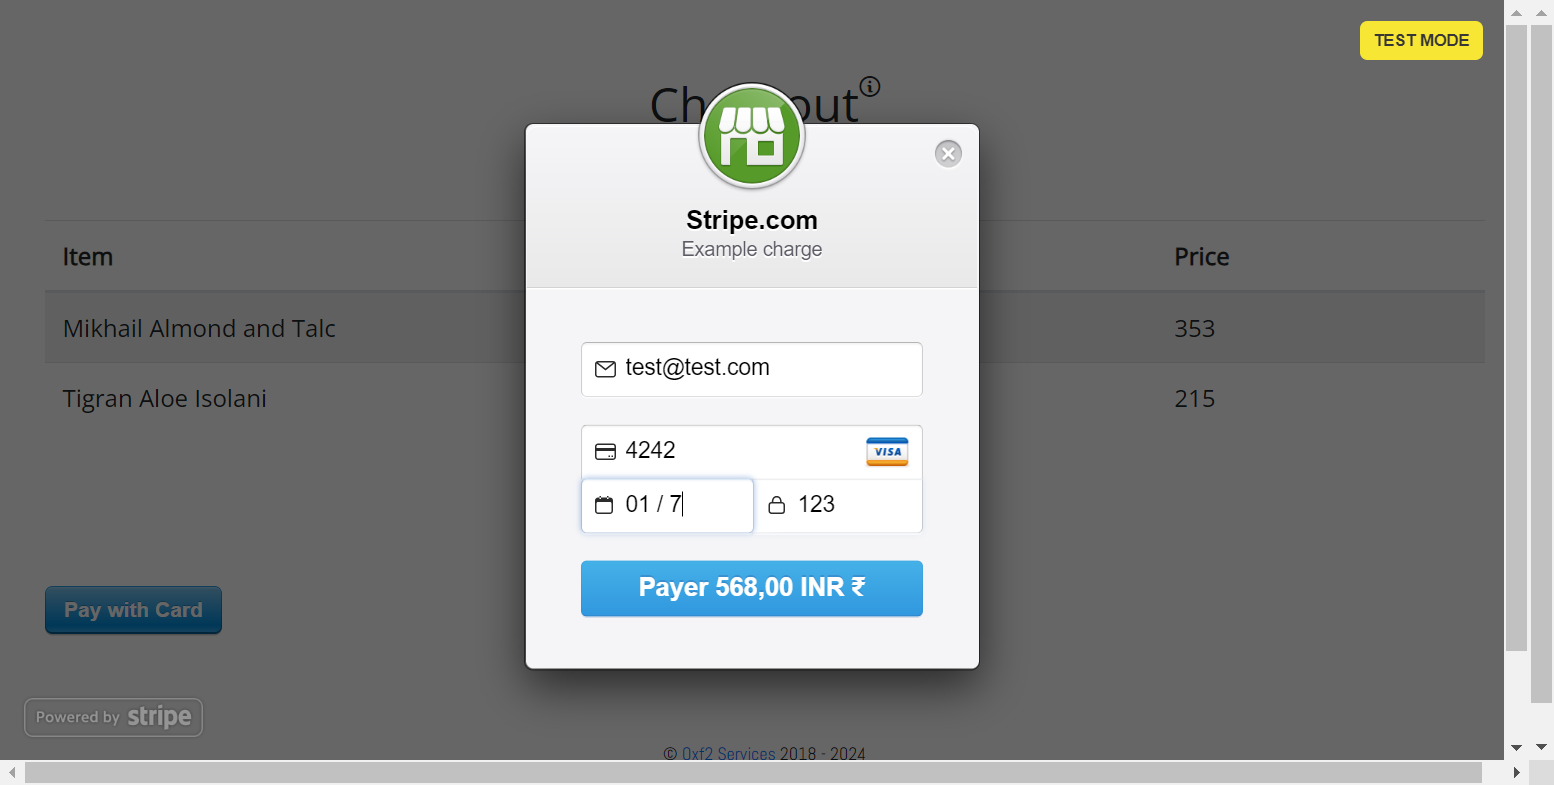 TEST MODE
Ch out
Stripe.com
Example charge
Item
Price
Mikhail Almond and Talc
353
Tigran Aloe Isolani
215
test@test.com
4242
VISA
01 / 7
123
Payer 568,00 INR ₹
Pay with Card
Powered by stripe
© 0xf2 Services 2018 - 2024